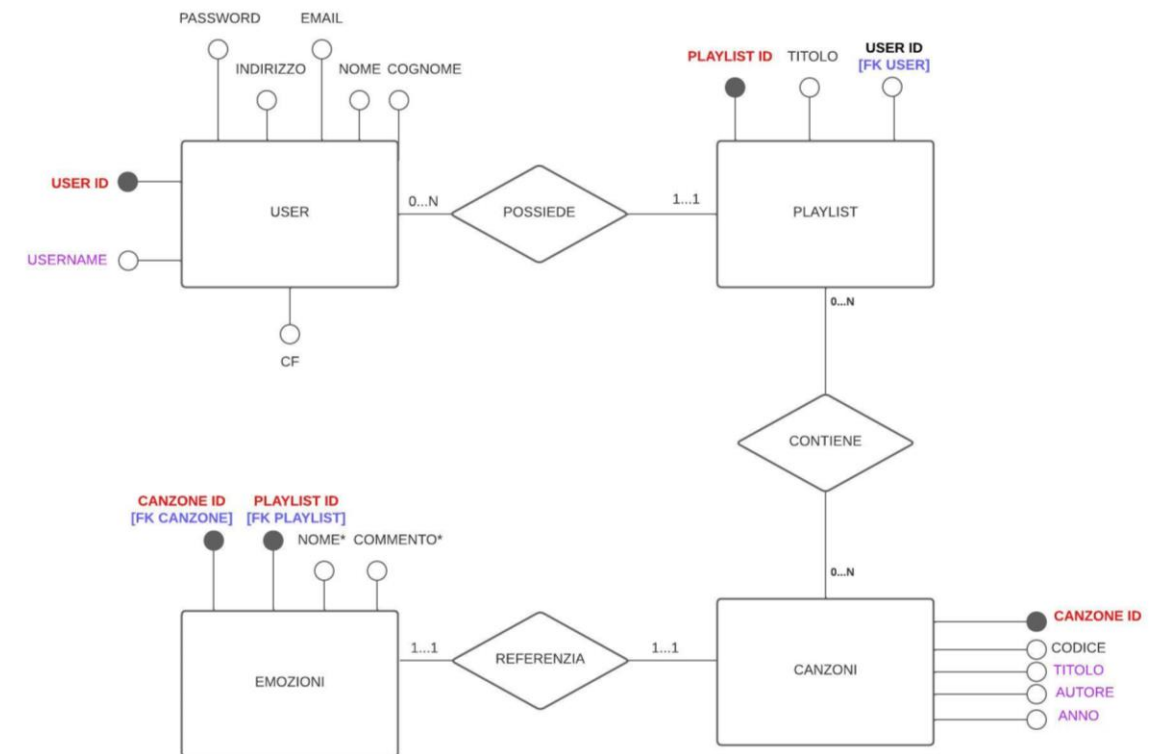 PASSWORD
EMAIL
INDIRIZZO
NOME
COGNOME
PLAYLIST ID
TITOLO
USER ID
[FK USER]
USER ID
USER
0...N
POSSIEDE
1...1
PLAYLIST
USERNAME
CF
0...N
CONTIENE
0...N
CANZONE ID
[FK CANZONE]
PLAYLIST ID
[FK PLAYLIST]
NOME*
COMMENTO*
EMOZIONI
1...1
REFERENZIA
1...1
CANZONI
CANZONE ID
CODICE
TITOLO
AUTORE
ANNO